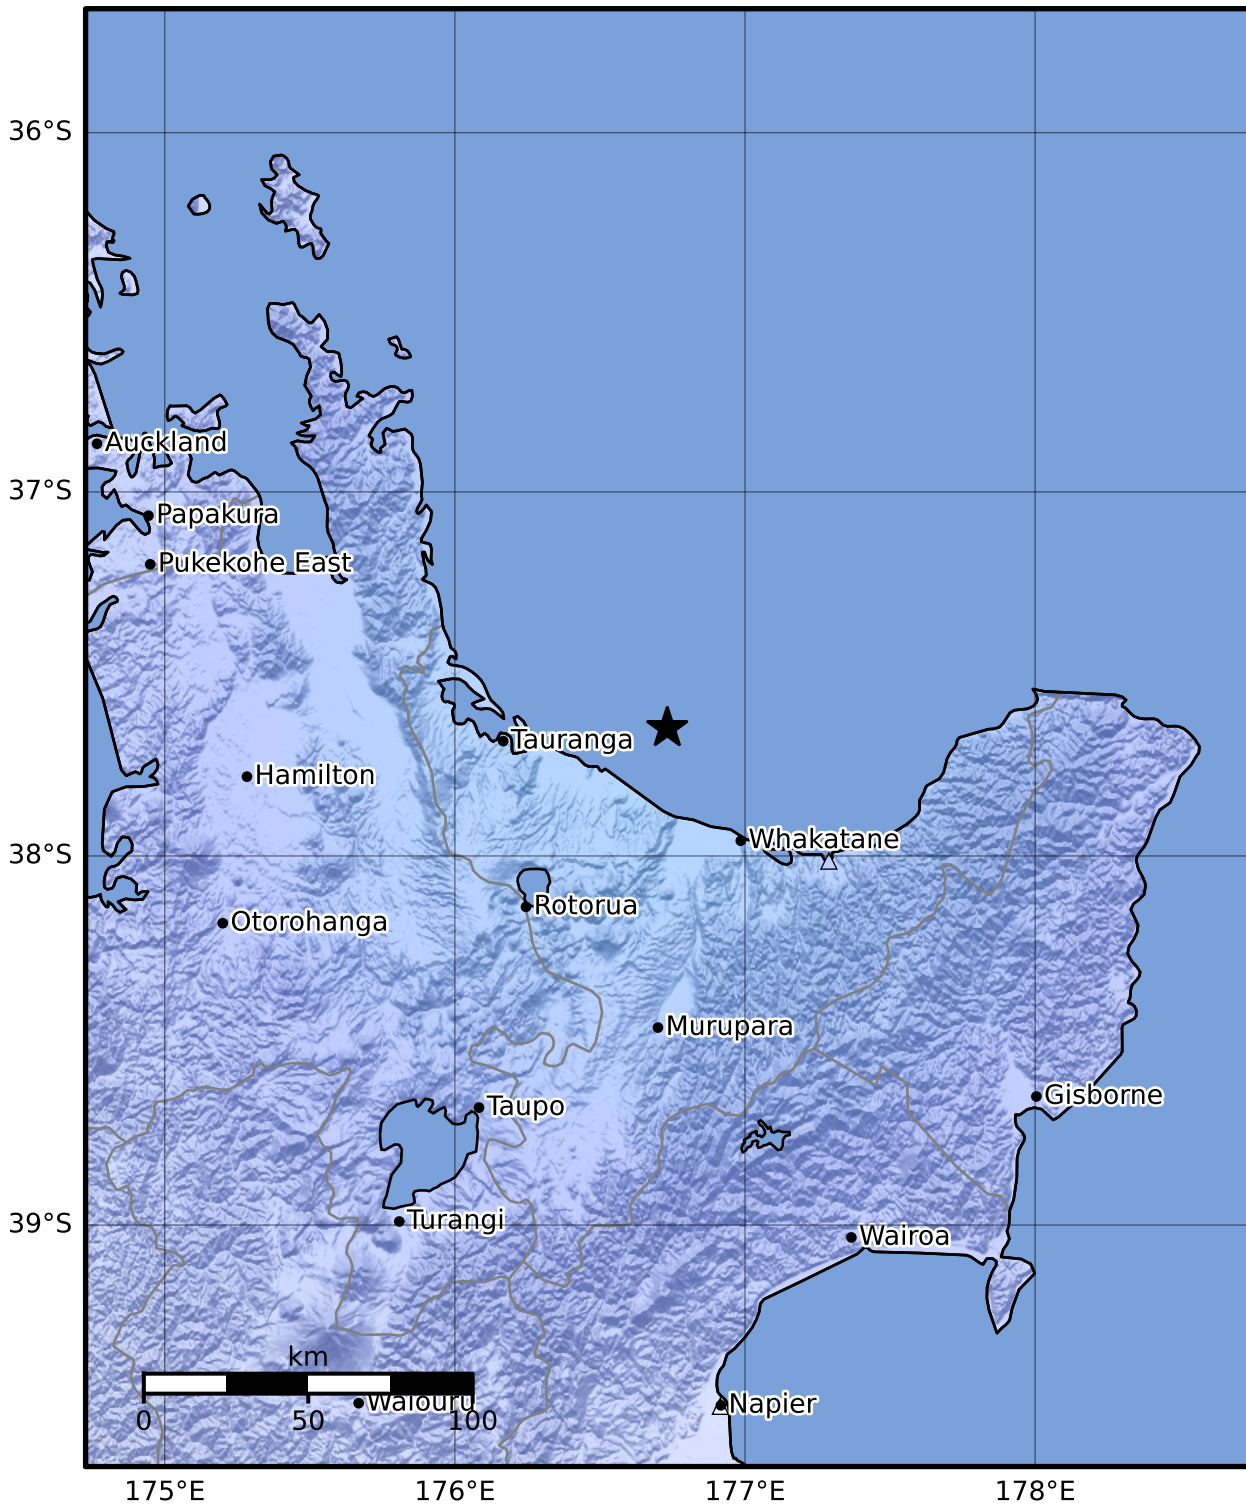 36°S
Auckland
37°S
Papakura
Pukekohe East
Tauranga
Hamilton
Whakatane
38°S
Rotorua
Otorohanga
Murupara
Gisborne
Taupo
39°S
Turangi
Wairoa
km
Waiouru
Napier
0 50 100
175°E 176°E 177°E 178°E